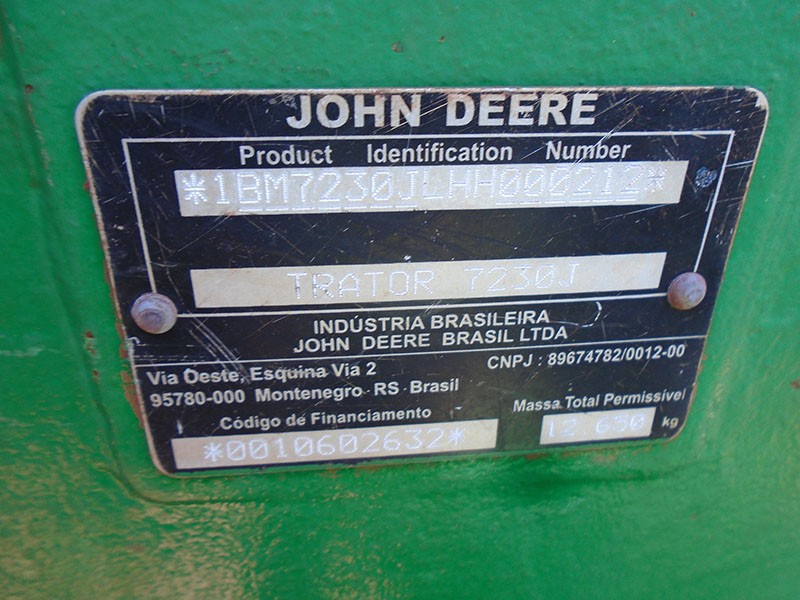 JOHN DEERE
Product Identification Number
*1BM7230JLHH000212*
TRATOR 7230J
INDÚSTRIA BRASILEIRA
JOHN DEERE BRASIL LTDA
Via Oeste, Esquina Via 2
CNPJ : 89674782/0012-00
95780-000 Montenegro - RS - Brasil
Código de Financiamento
Massa Total Permissível
*0010602632*
12 650 kg